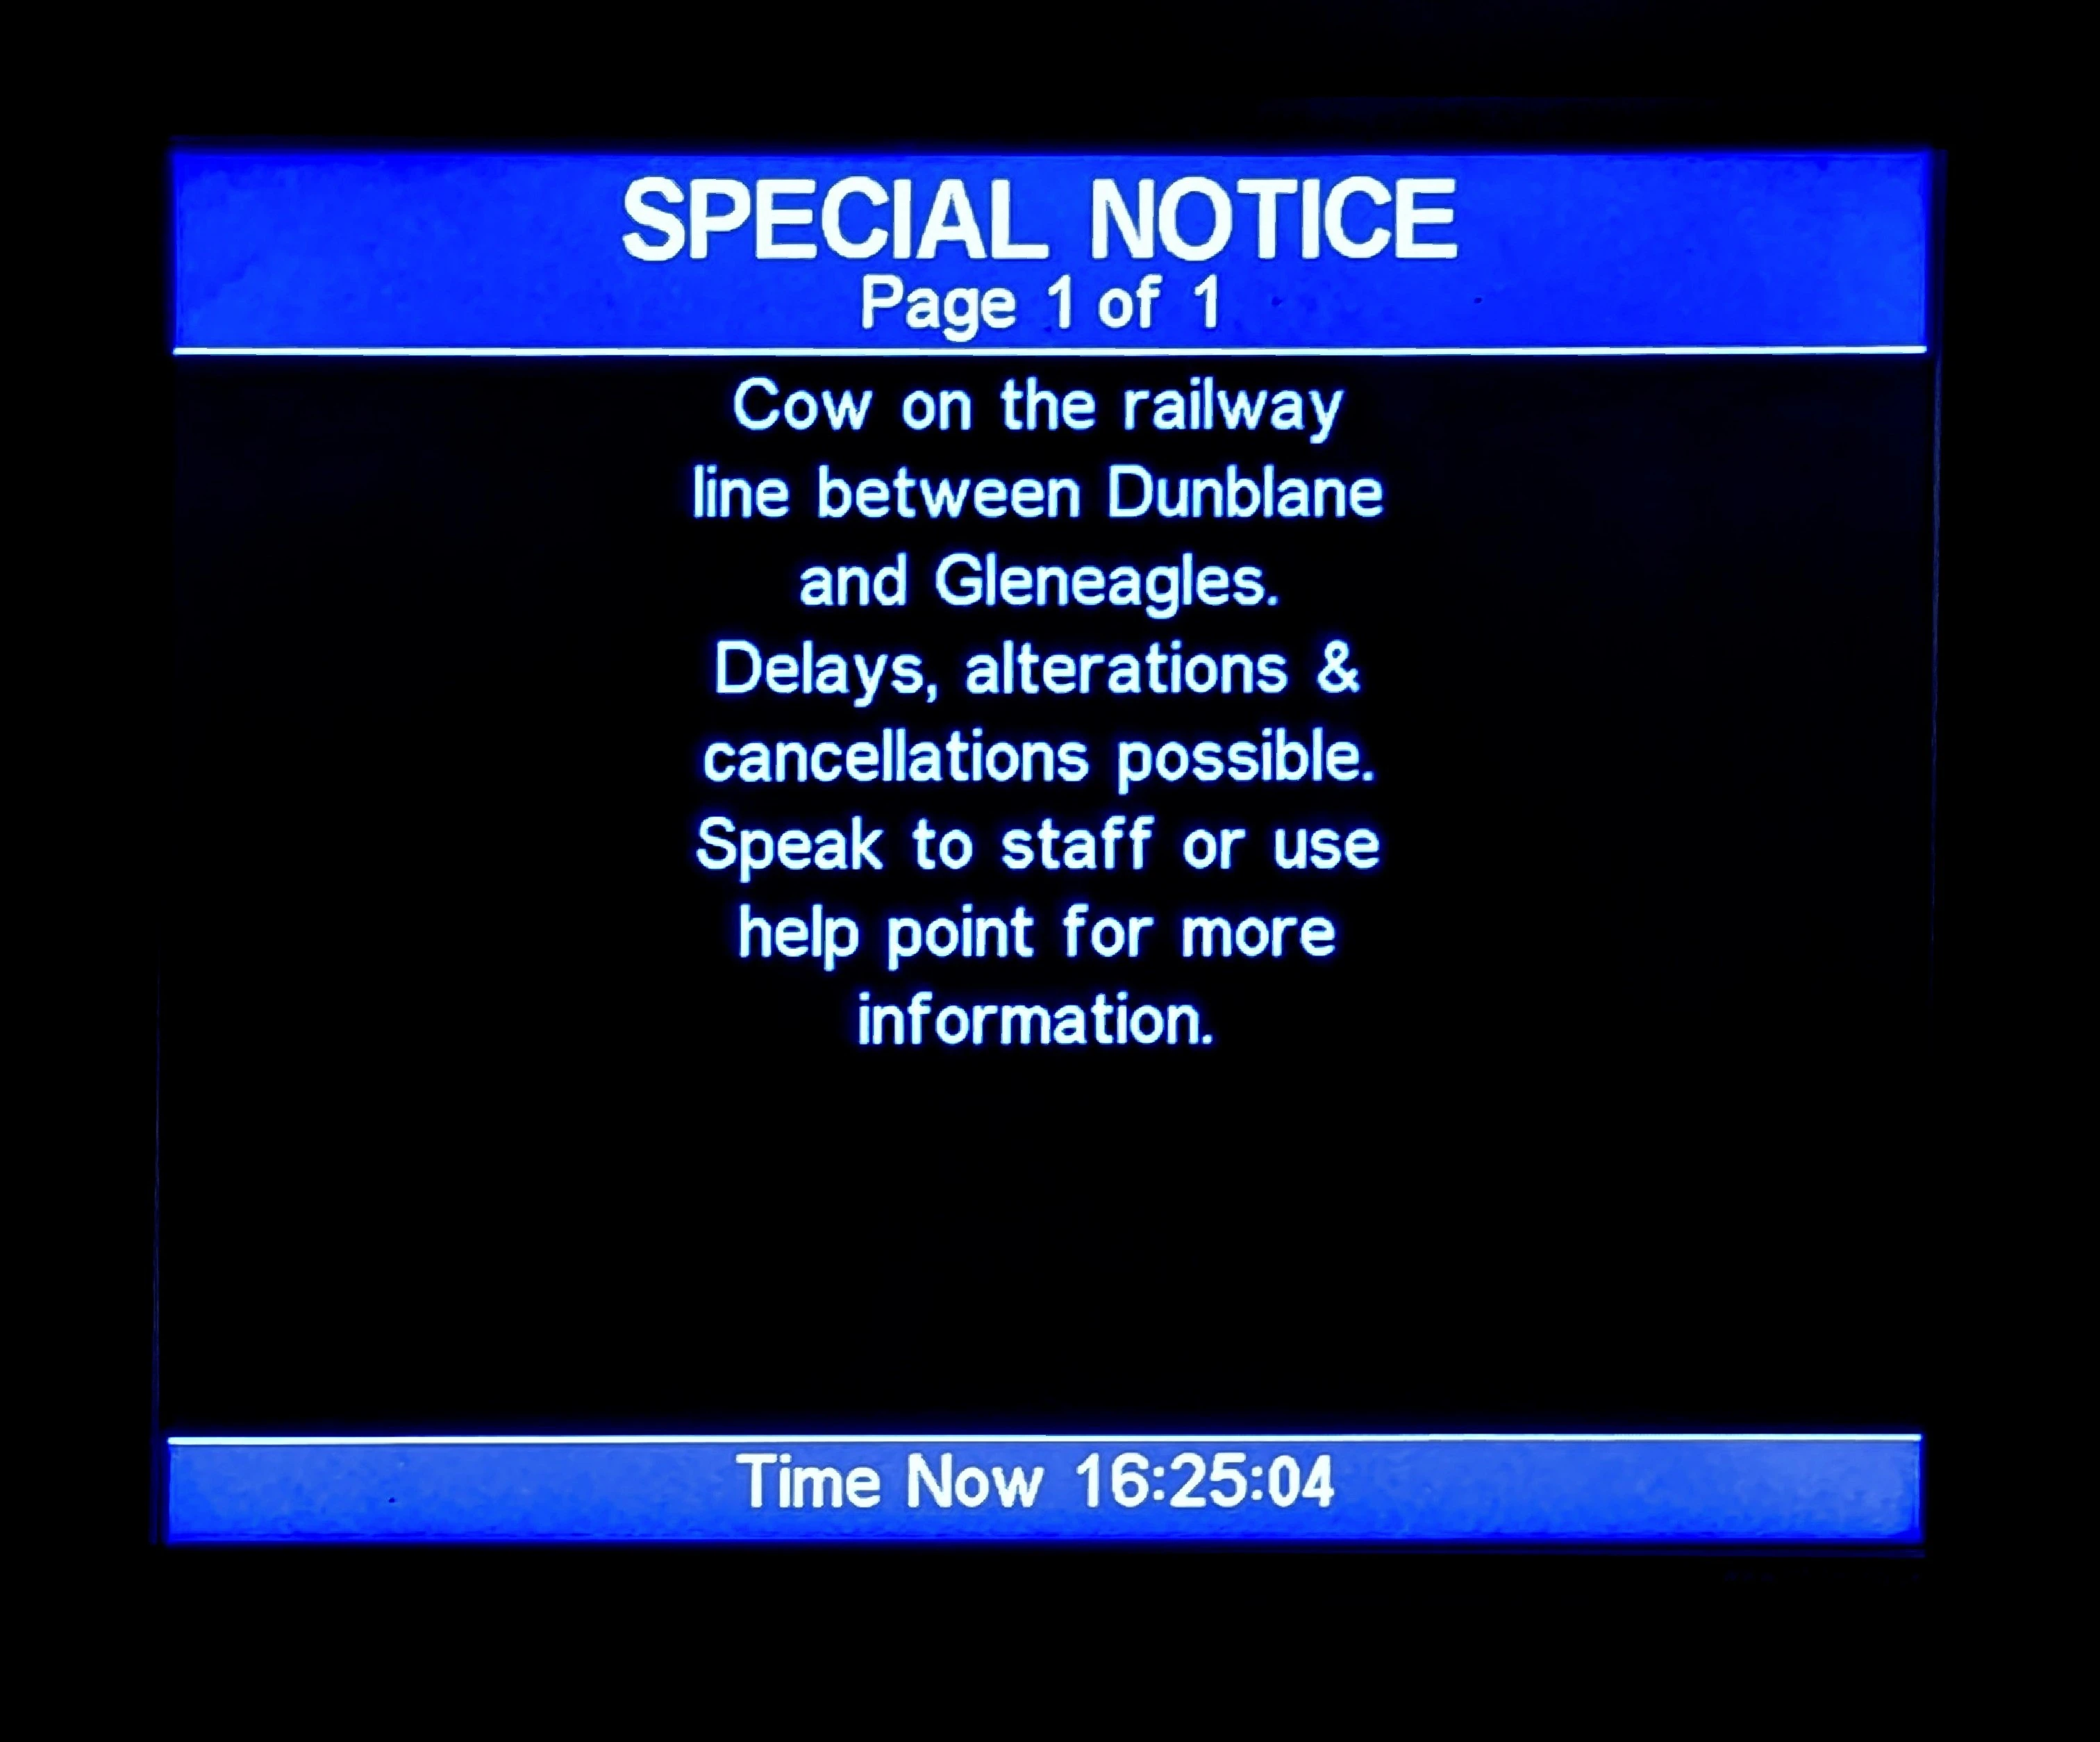 SPECIAL NOTICE
Page 1 of 1
Cow on the railway
line between Dunblane
and Gleneagles.
Delays, alterations &
cancellations possible.
Speak to staff or use
help point for more
information.
Time Now 16:25:04